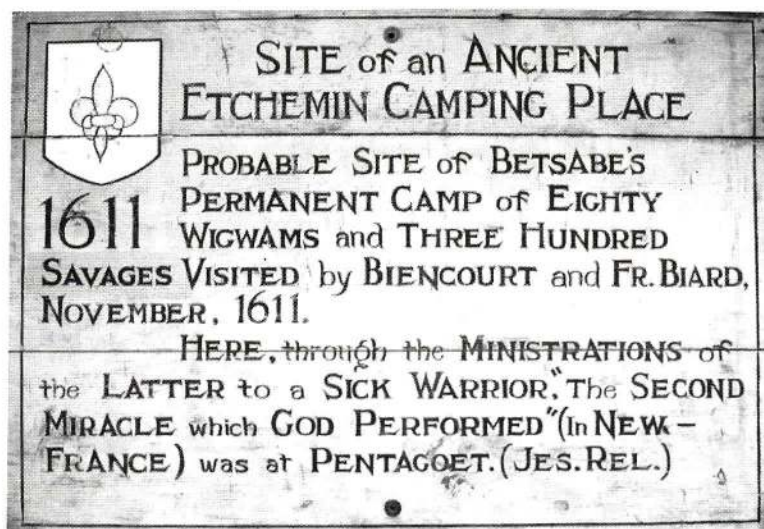 SITE of an ANCIENT
ETCHEMIN CAMPING PLACE
PROBABLE SITE of BETSABE'S
PERMANENT CAMP of EIGHTY
1611 WIGWAMS and THREE HUNDRED
SAVAGES VISITED by BIENCOURT and FR. BIARD,
NOVEMBER, 1611.
HERE, through the MINISTRATIONS of
the LATTER to a SICK WARRIOR, "The SECOND
MIRACLE which GOD PERFORMED" (In NEW-
FRANCE) was at PENTAGOET. (JES. REL.)